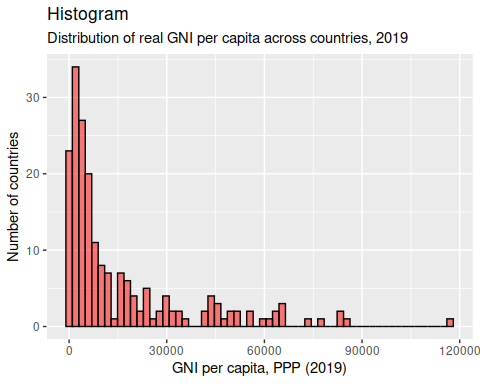 Histogram
Distribution of real GNI per capita across countries, 2019
Number of countries
30
20
10
0
0 30000 60000 90000 120000
GNI per capita, PPP (2019)